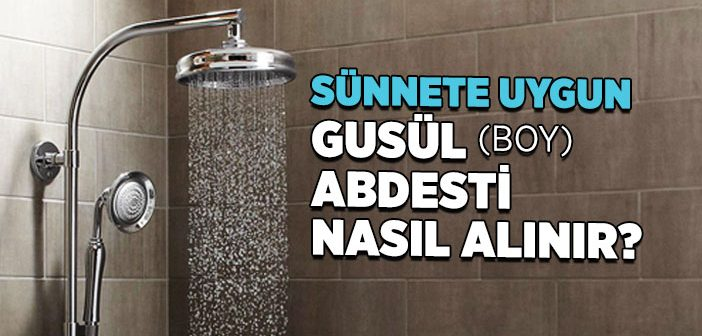 SÜNNETE UYGUN
GUSÜL (BOY)
ABDESTİ
NASIL ALINIR?